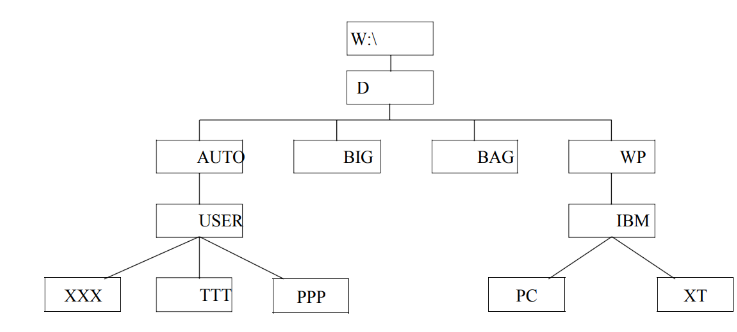 W:\
D
AUTO
BIG
BAG
WP
USER
IBM
XXX
TTT
PPP
PC
XT